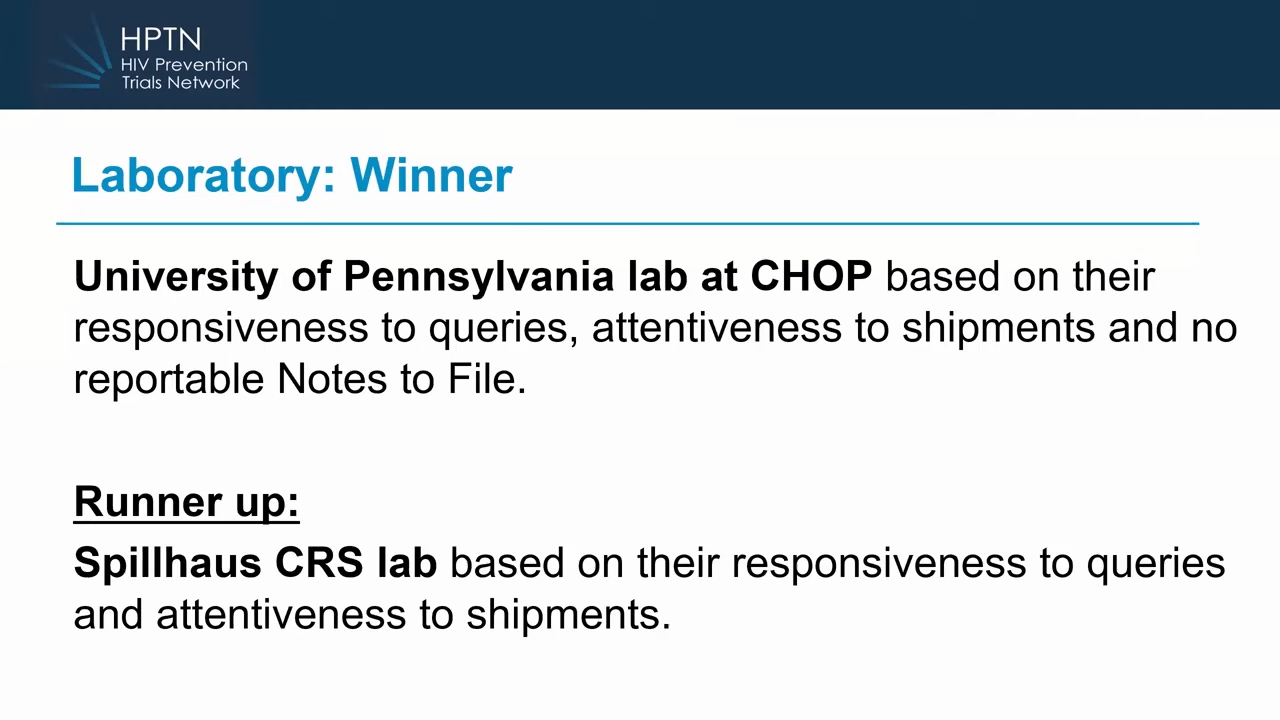 HPTN
HIV Prevention
Trials Network
Laboratory: Winner
University of Pennsylvania lab at CHOP based on their
responsiveness to queries, attentiveness to shipments and no
reportable Notes to File.
Runner up:
Spillhaus CRS lab based on their responsiveness to queries
and attentiveness to shipments.